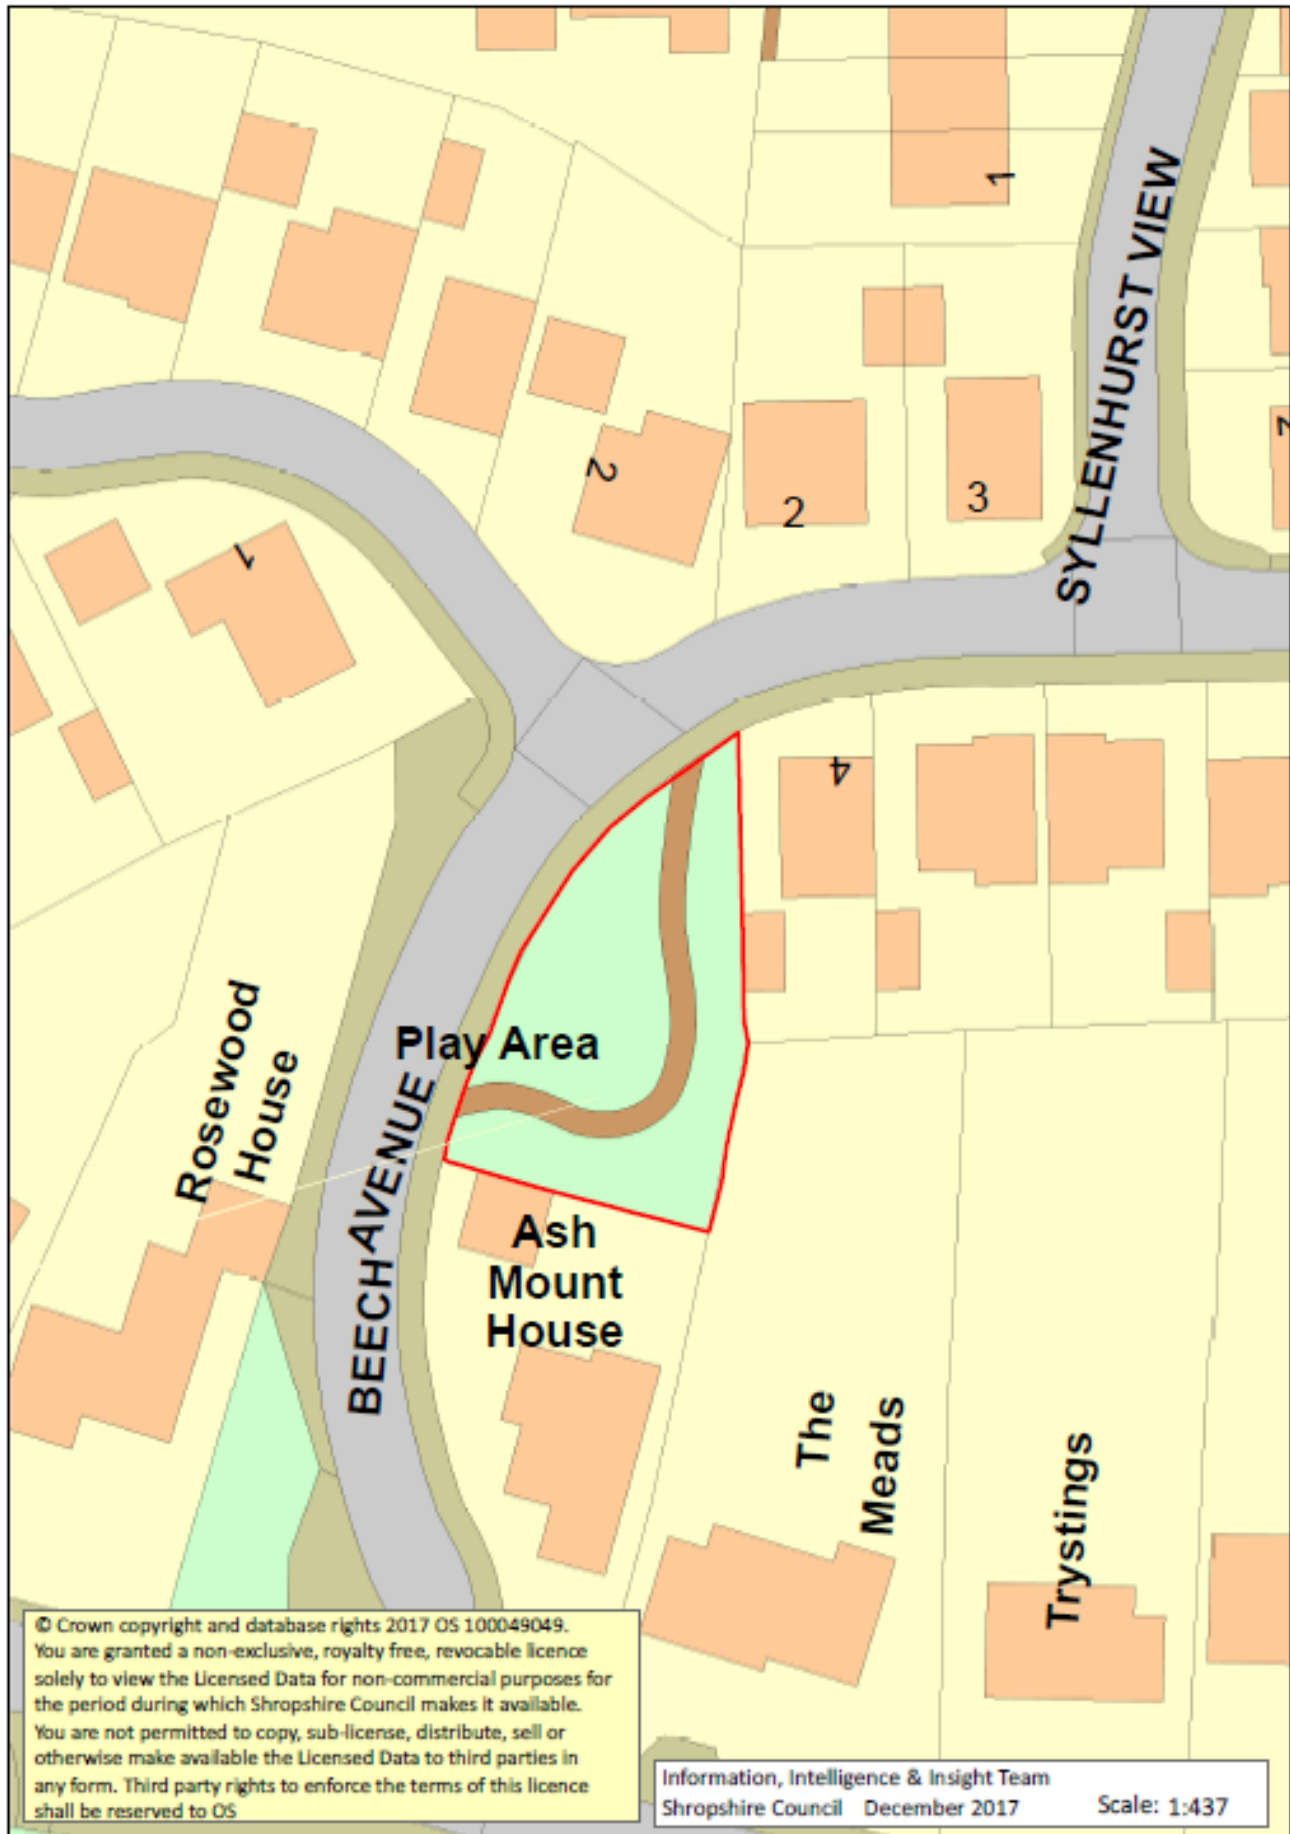 1
SYLLENHURST VIEW
2
2
3
2
1
4
Rosewood
House
Play Area
BEECH AVENUE
Ash
Mount
House
The
Meads
Trystings
© Crown copyright and database rights 2017 OS 100049049.
You are granted a non-exclusive, royalty free, revocable licence
solely to view the Licensed Data for non-commercial purposes for
the period during which Shropshire Council makes it available.
You are not permitted to copy, sub-license, distribute, sell or
otherwise make available the Licensed Data to third parties in
any form. Third party rights to enforce the terms of this licence
shall be reserved to OS
Information, Intelligence & Insight Team
Shropshire Council December 2017 Scale: 1:437